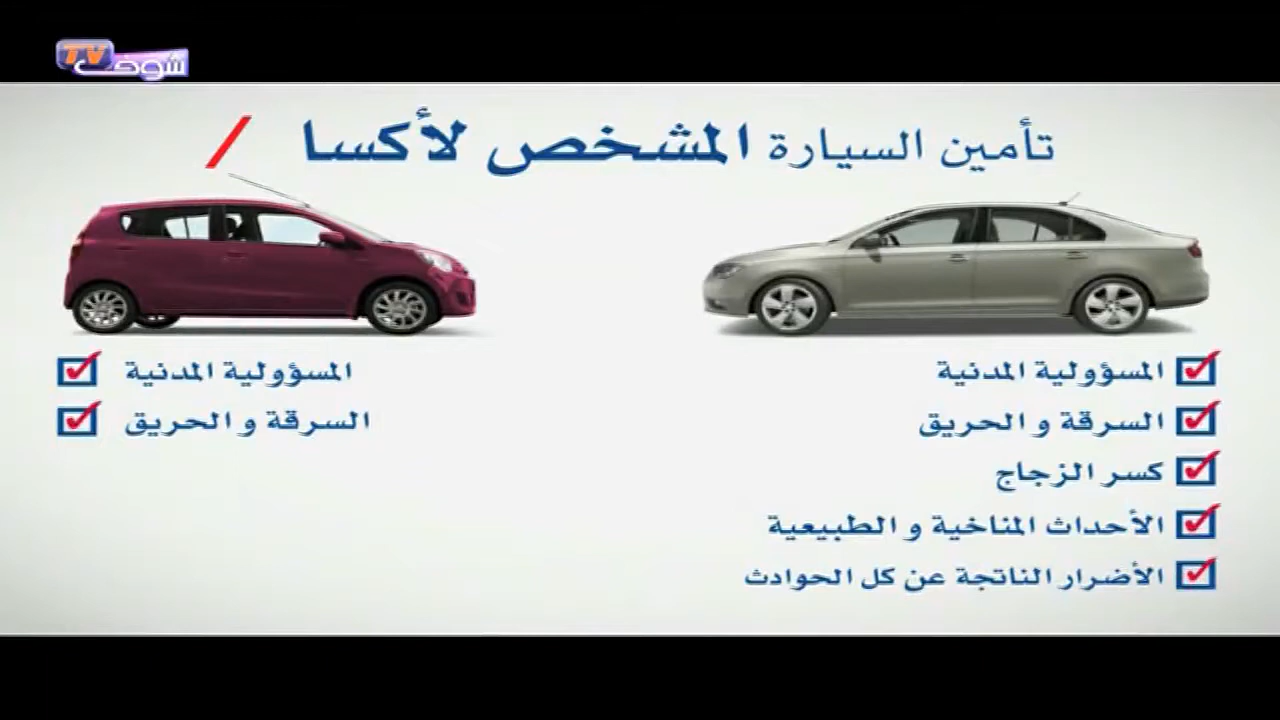 TV شوف
تأمين السيارة المشخص لأكسا /
المسؤولية المدنية
السرقة و الحريق
كسر الزجاج
الأحداث المناخية و الطبيعية
الأضرار الناتجة عن كل الحوادث
المسؤولية المدنية
السرقة و الحريق